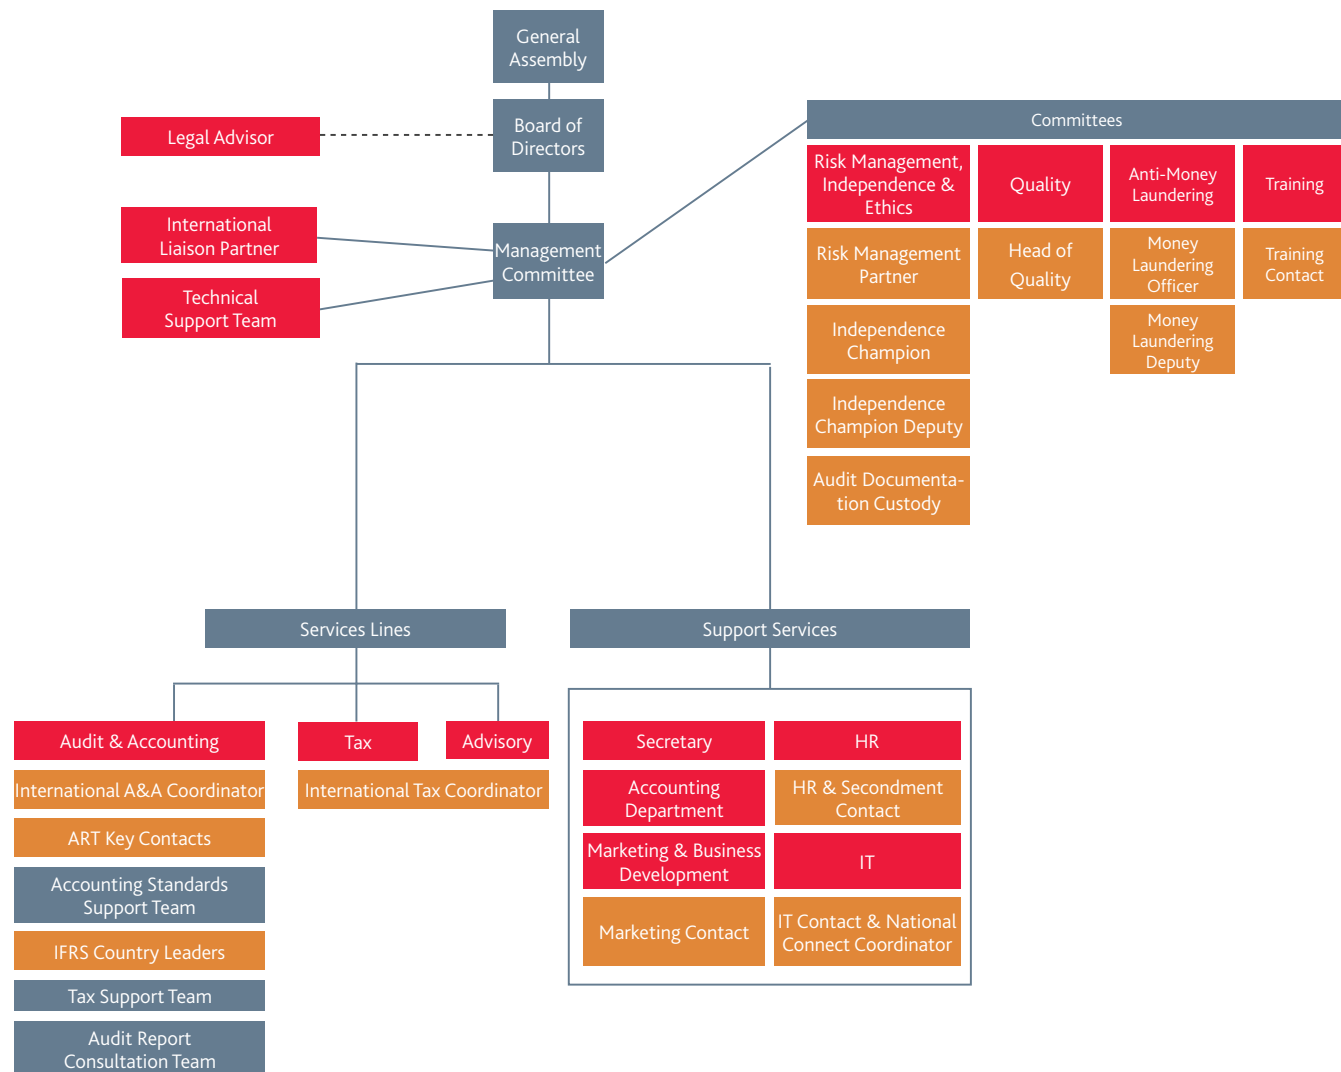 General
Assembly
Board of
Directors
Legal Advisor
International
Liaison Partner
Technical
Support Team
Management
Committee
Committees
Risk Management,
Independence &
Ethics
Quality
Anti-Money
Laundering
Training
Risk Management
Partner
Head of
Quality
Money
Laundering
Officer
Training
Contact
Independence
Champion
Money
Laundering
Deputy
Independence
Champion Deputy
Audit Documenta-
tion Custody
Services Lines
Support Services
Audit & Accounting
Tax
Advisory
International A&A Coordinator
International Tax Coordinator
ART Key Contacts
Accounting Standards
Support Team
IFRS Country Leaders
Tax Support Team
Audit Report
Consultation Team
Secretary
HR
Accounting
Department
HR & Secondment
Contact
Marketing & Business
Development
IT
Marketing Contact
IT Contact & National
Connect Coordinator